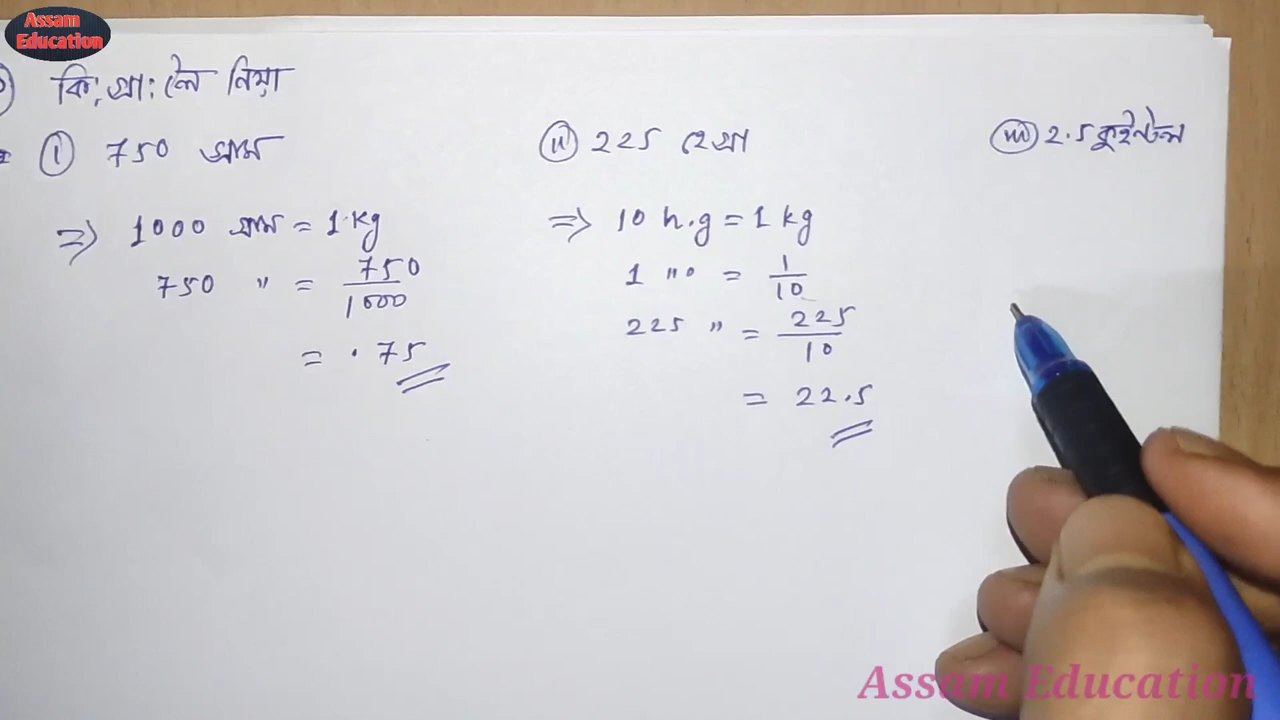 Assam
Education
কি:গ্ৰা: লৈ নিয়া
i 750 গ্ৰাম
⇒ 1000 গ্ৰাম = 1 kg
750 " = 750/1000
= .75
ii 225 হে:গ্ৰা
⇒ 10 h.g = 1 kg
1 " " = 1/10
225 " = 225/10
= 22.5
iii 2.5 কুইন্টল
Assam Education